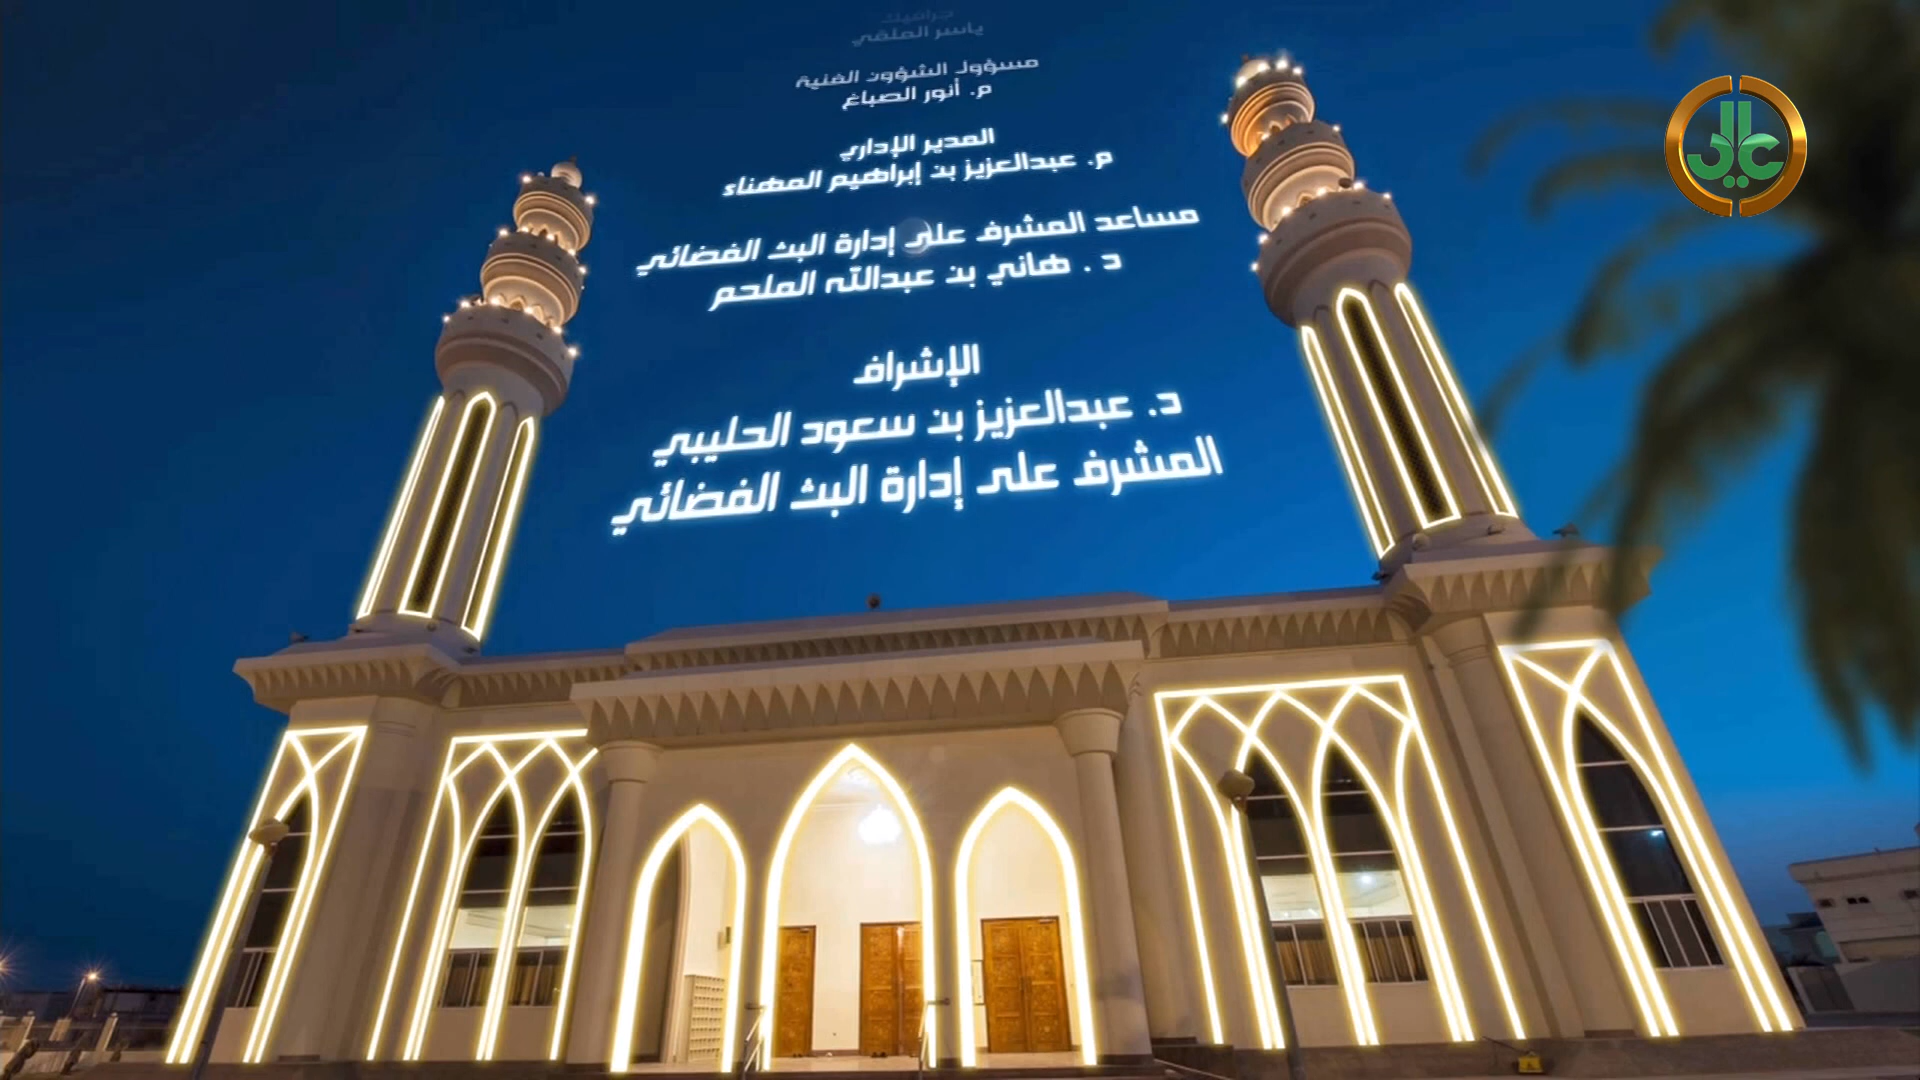 جرافيك
ياسر الملقي
مسؤول الشؤون الفنية
م. أنور الصباغ
المدير الإداري
م. عبدالعزيز بن إبراهيم المهناء
مساعد المشرف على إدارة البث الفضائي
د . هاني بن عبدالله الملحم
الإشراف
د. عبدالعزيز بن سعود الحليبي
المشرف على إدارة البث الفضائي